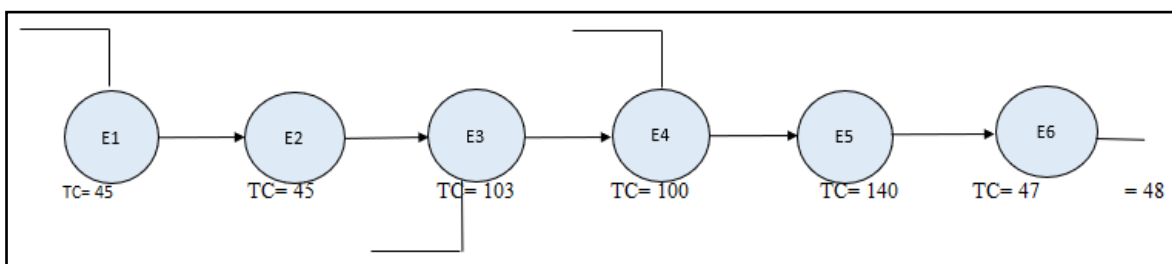 E1 E2 E3 E4 E5 E6
TC= 45 TC= 45 TC= 103 TC= 100 TC= 140 TC= 47 = 48